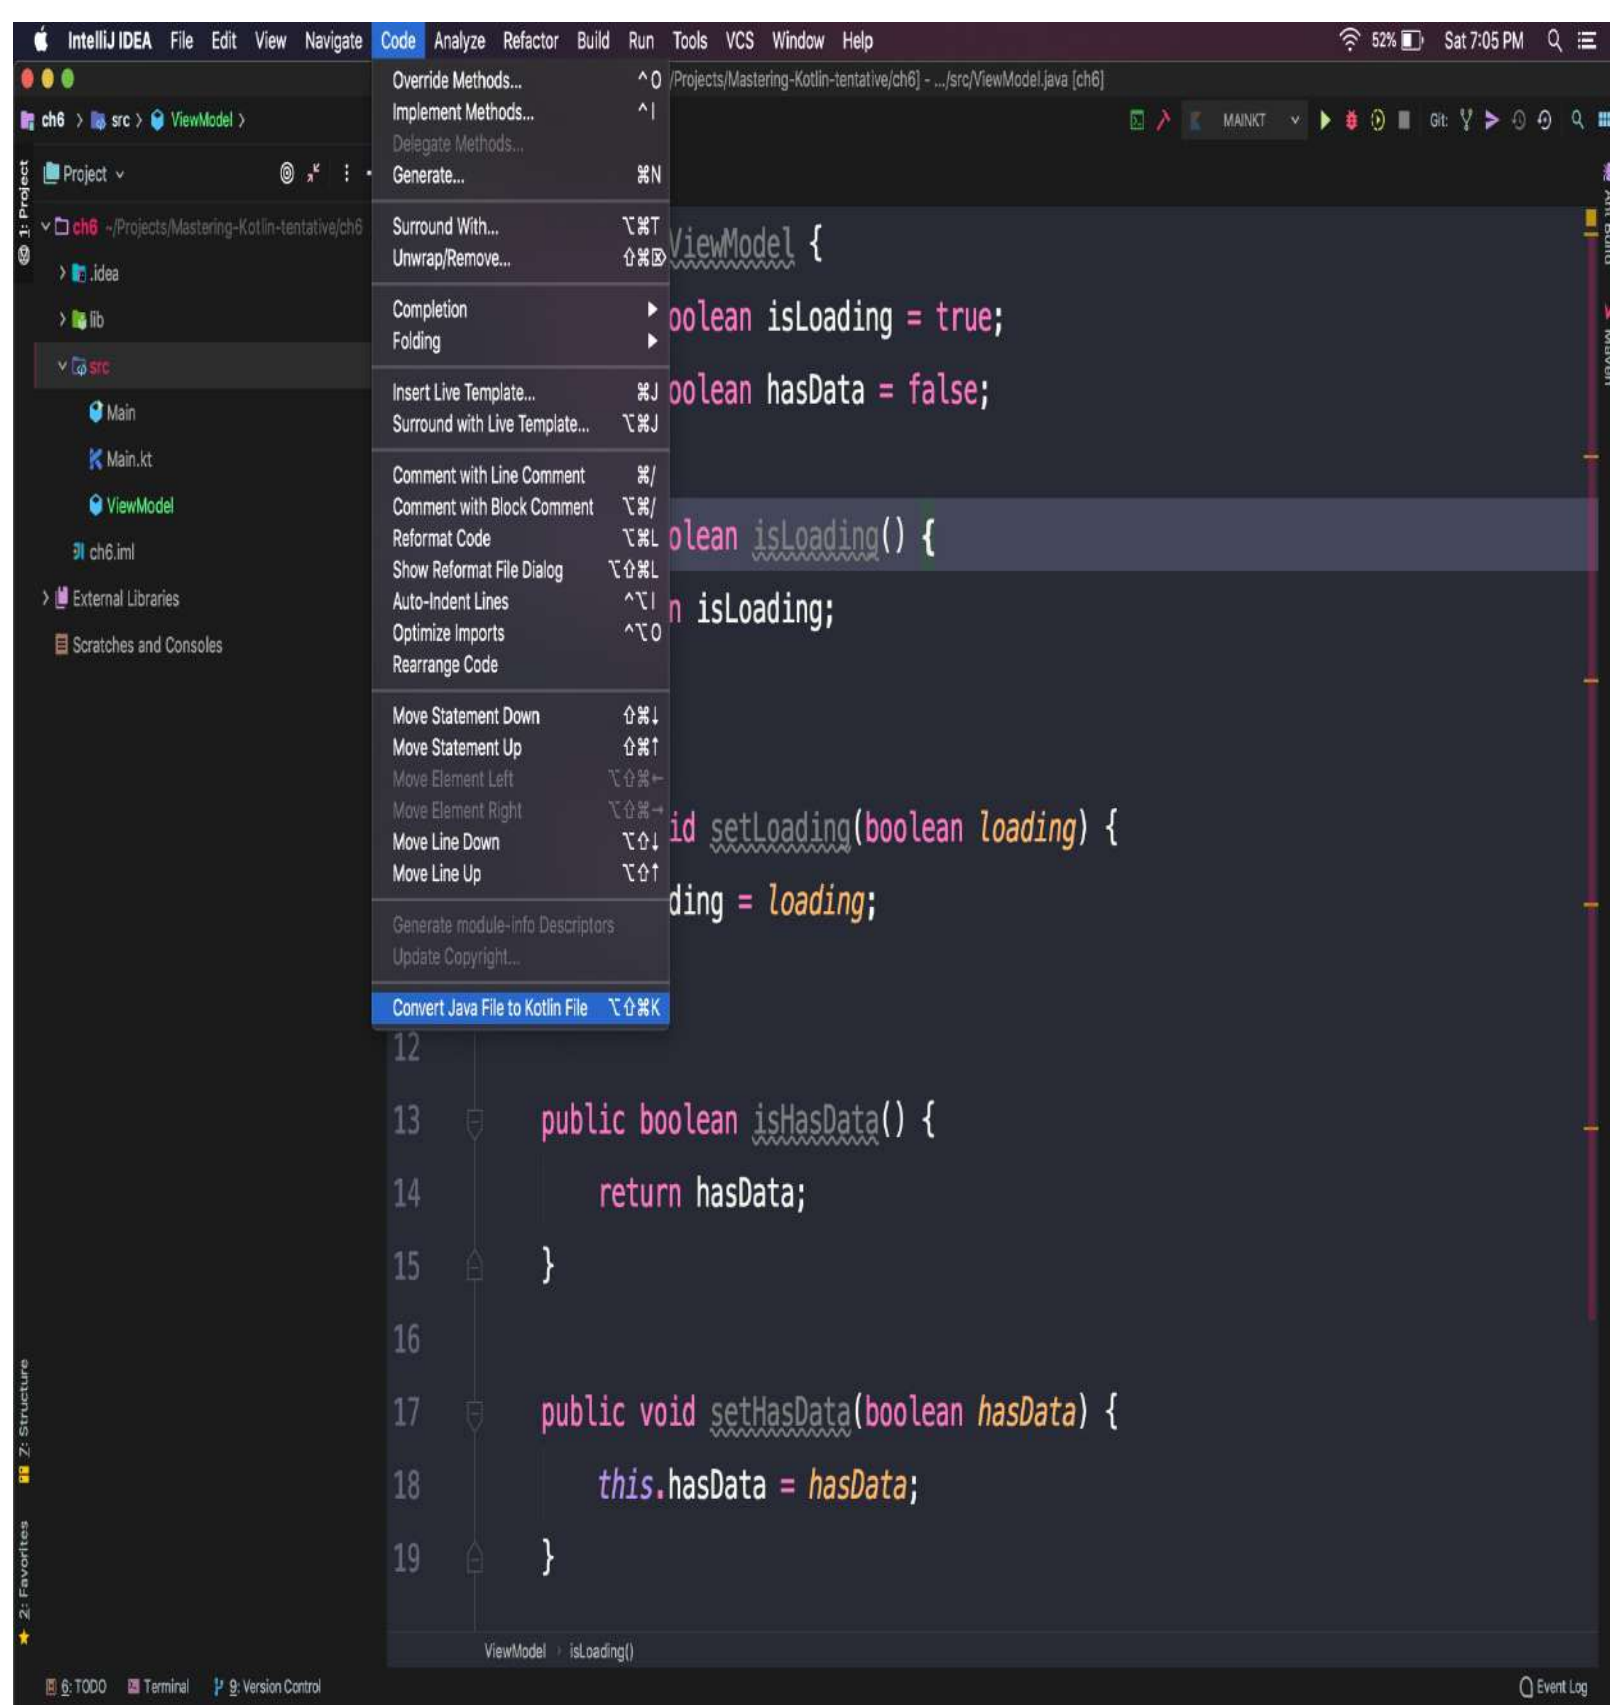 IntelliJ IDEA File Edit View Navigate Code Analyze Refactor Build Run Tools VCS Window Help 52% Sat 7:05 PM
/Projects/Mastering-Kotlin-tentative/ch6] - .../src/ViewModel.java [ch6]
ch6 > src > ViewModel > MAINKT Git:
1: Project
Project
ch6 ~/Projects/Mastering-Kotlin-tentative/ch6
.idea
lib
src
Main
Main.kt
ViewModel
ch6.iml
External Libraries
Scratches and Consoles
Override Methods... ^O
Implement Methods... ^I
Delegate Methods...
Generate... ⌘N
Surround With... ⌥⌘T
Unwrap/Remove... ⇧⌘⌦
Completion ▶
Folding ▶
Insert Live Template... ⌘J
Surround with Live Template... ⌥⌘J
Comment with Line Comment ⌘/
Comment with Block Comment ⌥⌘/
Reformat Code ⌥⌘L
Show Reformat File Dialog ⌥⇧⌘L
Auto-Indent Lines ^⌥I
Optimize Imports ^⌥O
Rearrange Code
Move Statement Down ⇧⌘↓
Move Statement Up ⇧⌘↑
Move Element Left ⌥⇧⌘←
Move Element Right ⌥⇧⌘→
Move Line Down ⌥⇧↓
Move Line Up ⌥⇧↑
Generate module-info Descriptors
Update Copyright...
Convert Java File to Kotlin File ⌥⇧⌘K
ViewModel {
oolean isLoading = true;
oolean hasData = false;
olean isLoading() {
n isLoading;
id setLoading(boolean loading) {
ding = loading;
12
13 public boolean isHasData() {
14 return hasData;
15 }
16
17 public void setHasData(boolean hasData) {
18 this.hasData = hasData;
19 }
ViewModel > isLoading()
Ant Build
Maven
Z: Structure
2: Favorites
6: TODO Terminal 9: Version Control Event Log